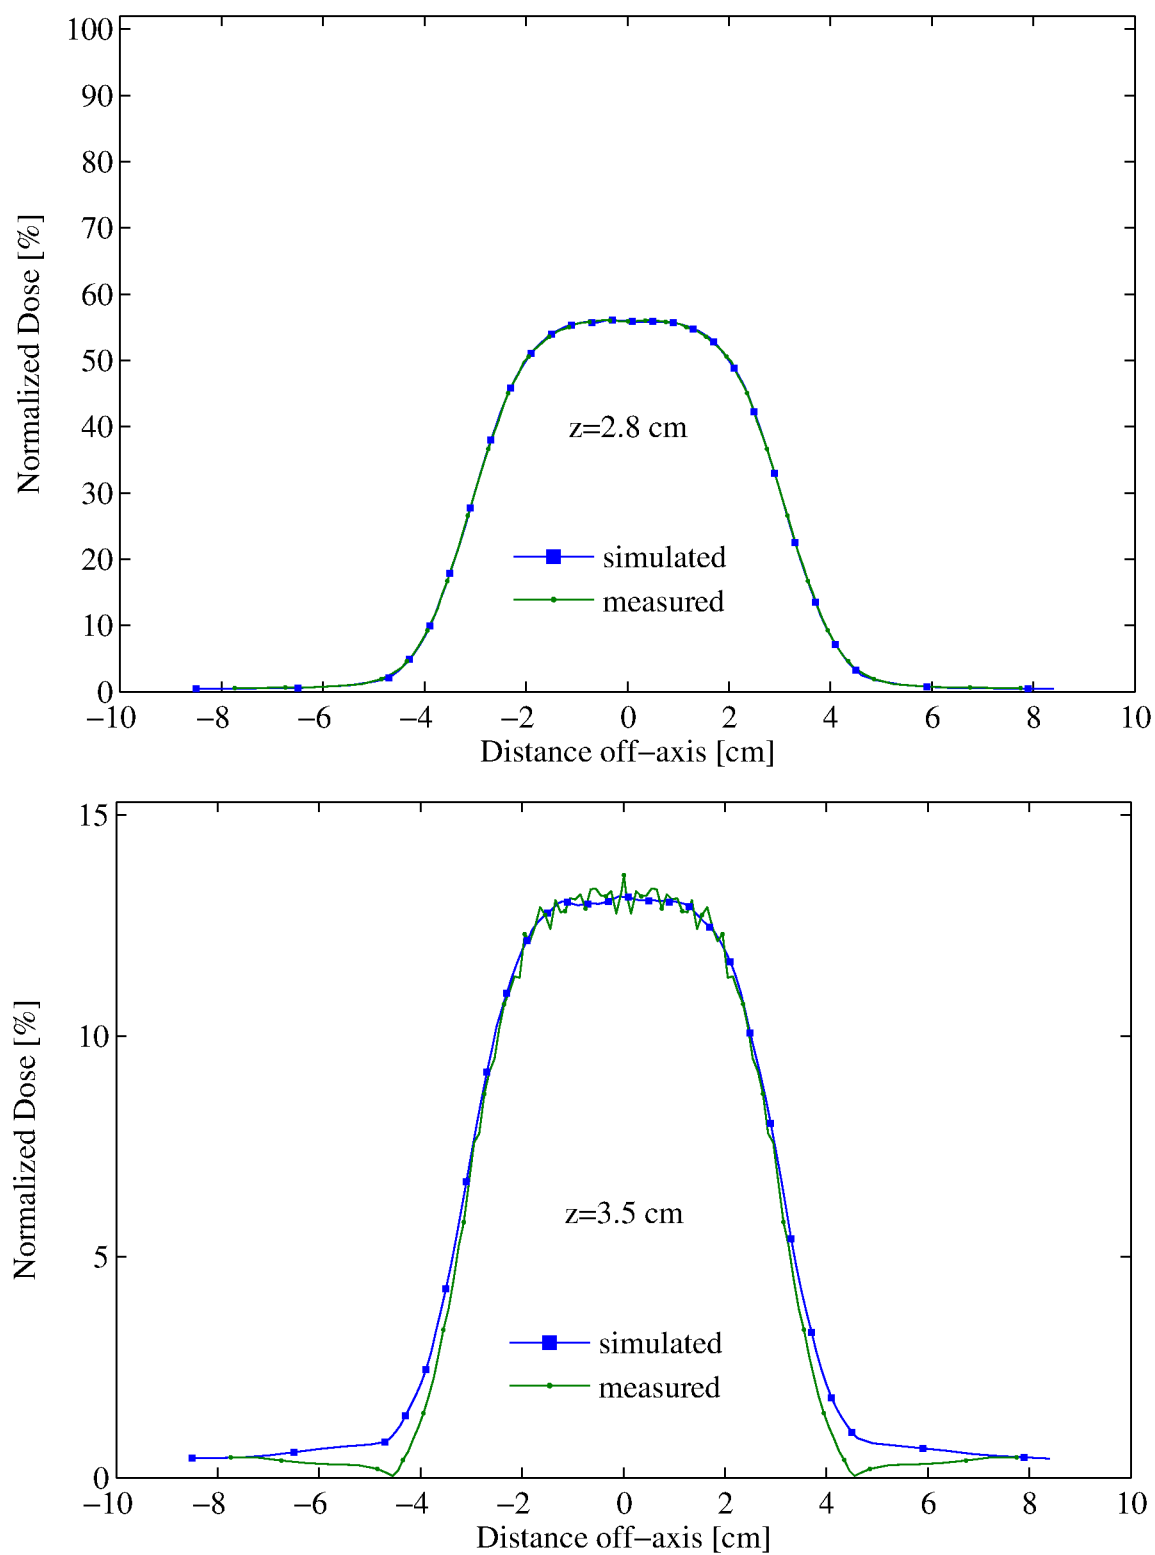 100
90
80
70
60
50
40
30
20
10
0
Normalized Dose [%]
z=2.8 cm
simulated
measured
−10 −8 −6 −4 −2 0 2 4 6 8 10
Distance off−axis [cm]
15
10
5
0
Normalized Dose [%]
z=3.5 cm
simulated
measured
−10 −8 −6 −4 −2 0 2 4 6 8 10
Distance off−axis [cm]